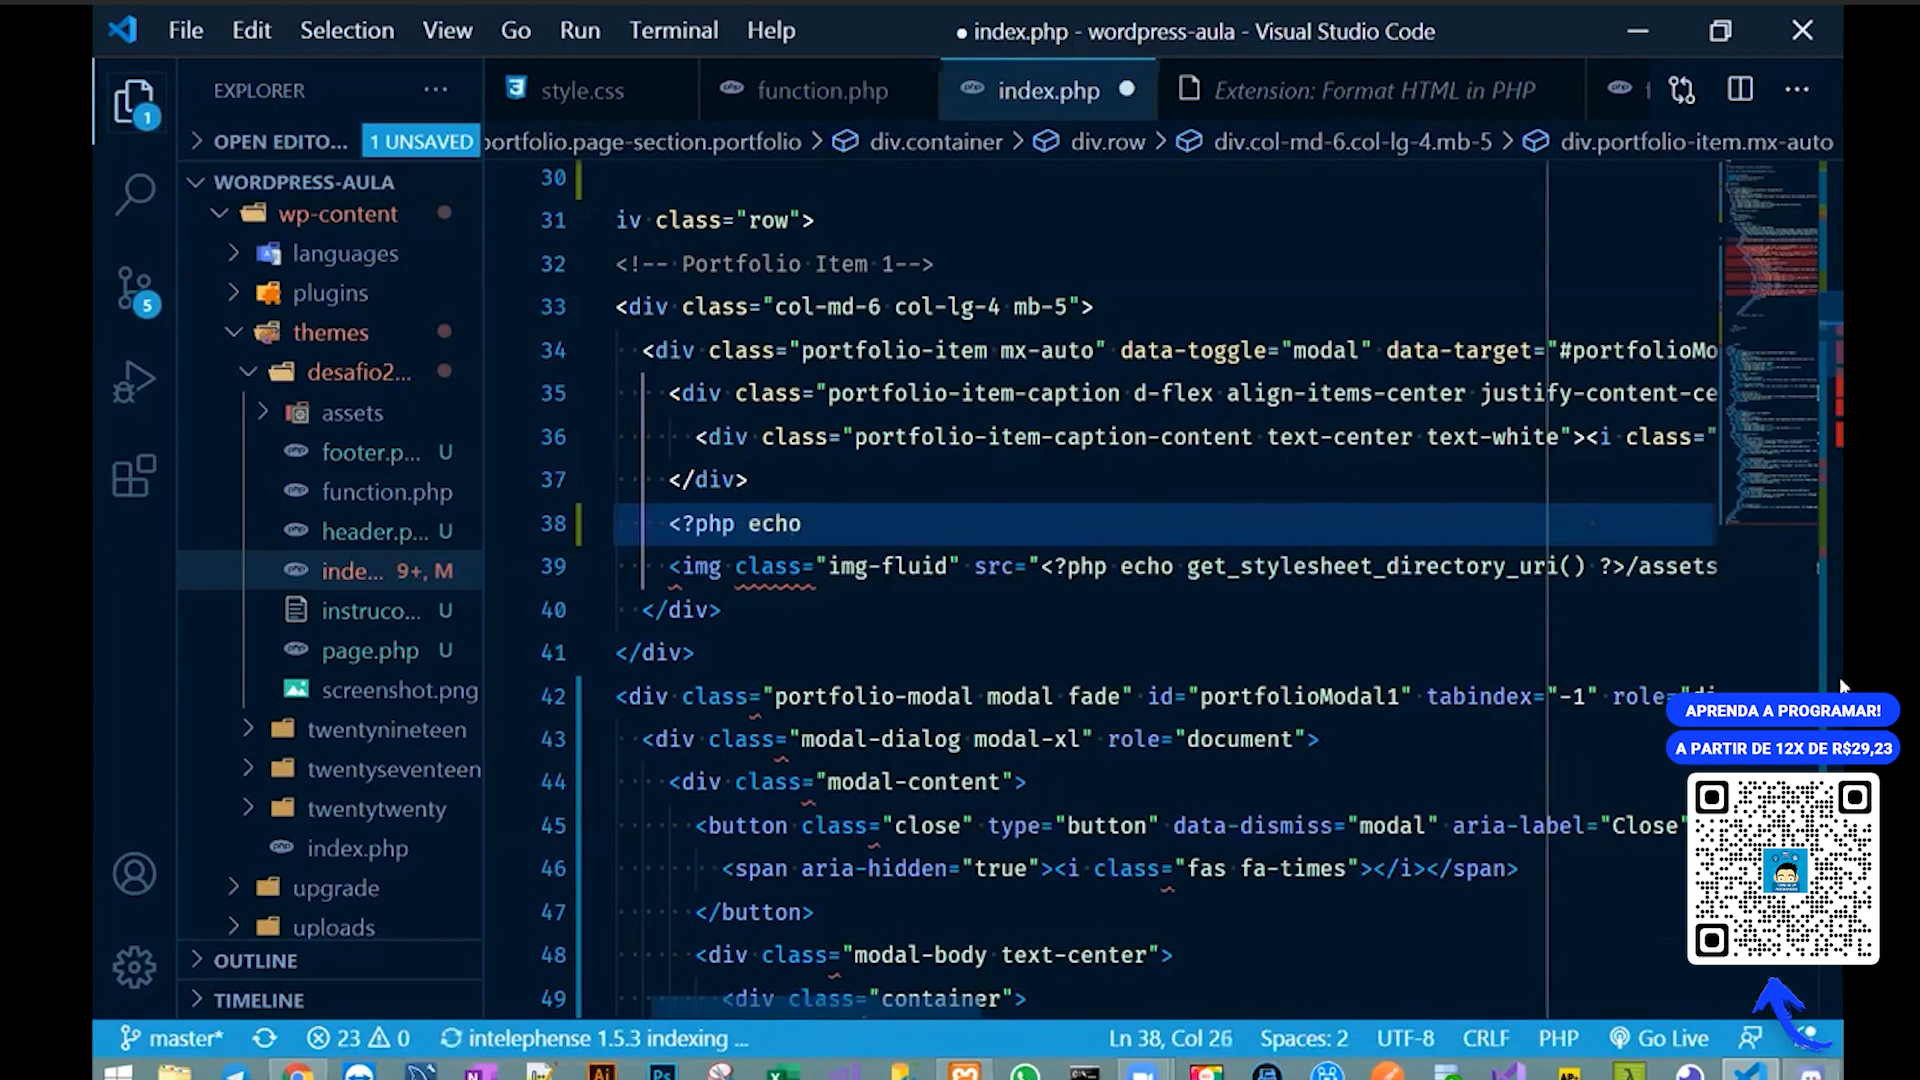 File Edit Selection View Go Run Terminal Help
● index.php - wordpress-aula - Visual Studio Code
EXPLORER
style.css
function.php
index.php
Extension: Format HTML in PHP
OPEN EDITO... 1 UNSAVED
portfolio.page-section.portfolio > div.container > div.row > div.col-md-6.col-lg-4.mb-5 > div.portfolio-item.mx-auto
WORDPRESS-AULA
wp-content
languages
plugins
themes
desafio2...
assets
footer.p... U
function.php
header.p... U
inde... 9+, M
instruco... U
page.php U
screenshot.png
twentynineteen
twentyseventeen
twentytwenty
index.php
upgrade
uploads
OUTLINE
TIMELINE
30
31 iv class="row">
32 <!-- Portfolio Item 1-->
33 <div class="col-md-6 col-lg-4 mb-5">
34 <div class="portfolio-item mx-auto" data-toggle="modal" data-target="#portfolioMo
35 <div class="portfolio-item-caption d-flex align-items-center justify-content-ce
36 <div class="portfolio-item-caption-content text-center text-white"><i class="
37 </div>
38 <?php echo
39 <img class="img-fluid" src="<?php echo get_stylesheet_directory_uri() ?>/assets
40 </div>
41 </div>
42 <div class="portfolio-modal modal fade" id="portfolioModal1" tabindex="-1" role="di
43 <div class="modal-dialog modal-xl" role="document">
44 <div class="modal-content">
45 <button class="close" type="button" data-dismiss="modal" aria-label="Close"
46 <span aria-hidden="true"><i class="fas fa-times"></i></span>
47 </button>
48 <div class="modal-body text-center">
49 <div class="container">
APRENDA A PROGRAMAR!
A PARTIR DE 12X DE R$29,23
master* 23 0 intelephense 1.5.3 indexing ... Ln 38, Col 26 Spaces: 2 UTF-8 CRLF PHP Go Live